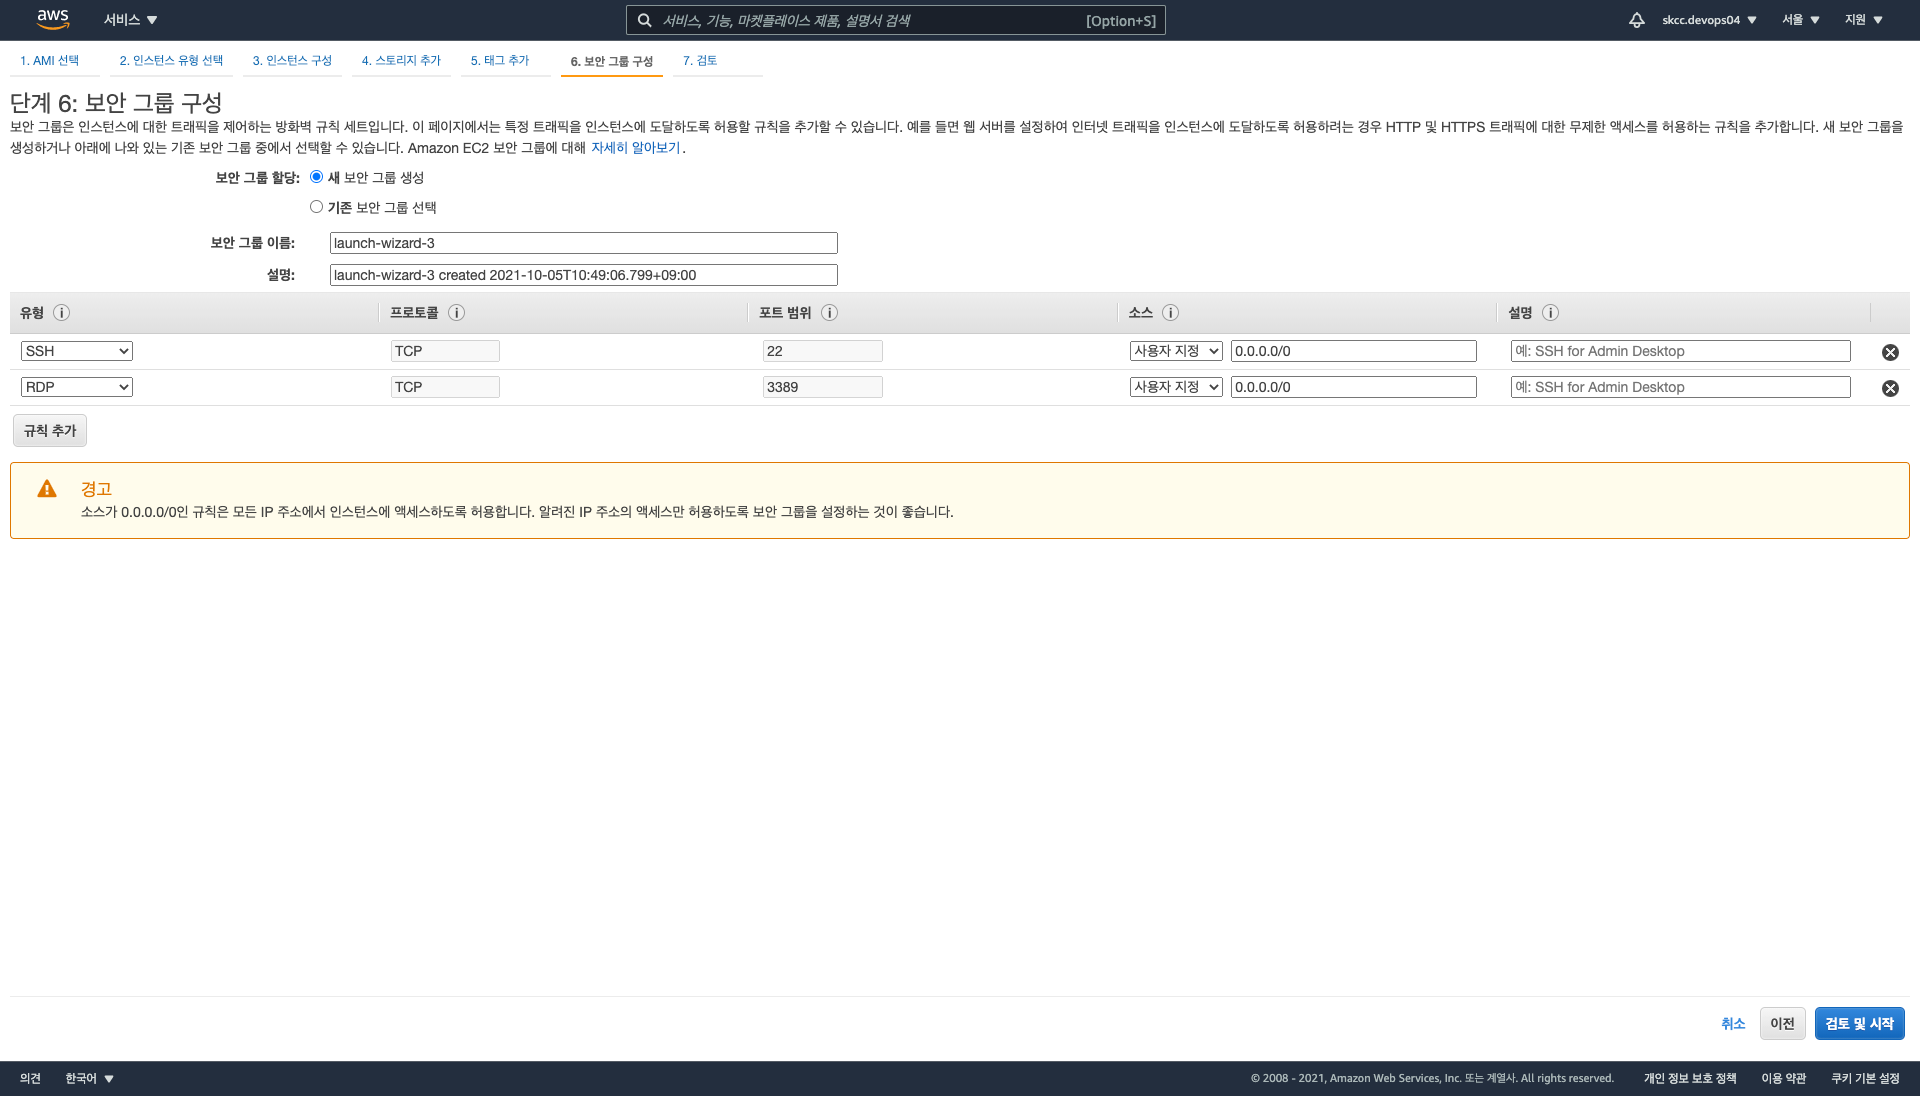 aws 서비스 ▼ 서비스, 기능, 마켓플레이스 제품, 설명서 검색 [Option+S] skcc.devops04 ▼ 서울 ▼ 지원 ▼
1. AMI 선택 2. 인스턴스 유형 선택 3. 인스턴스 구성 4. 스토리지 추가 5. 태그 추가 6. 보안 그룹 구성 7. 검토
단계 6: 보안 그룹 구성
보안 그룹은 인스턴스에 대한 트래픽을 제어하는 방화벽 규칙 세트입니다. 이 페이지에서는 특정 트래픽을 인스턴스에 도달하도록 허용할 규칙을 추가할 수 있습니다. 예를 들면 웹 서버를 설정하여 인터넷 트래픽을 인스턴스에 도달하도록 허용하려는 경우 HTTP 및 HTTPS 트래픽에 대한 무제한 액세스를 허용하는 규칙을 추가합니다. 새 보안 그룹을
생성하거나 아래에 나와 있는 기존 보안 그룹 중에서 선택할 수 있습니다. Amazon EC2 보안 그룹에 대해 자세히 알아보기.
보안 그룹 할당: 새 보안 그룹 생성
기존 보안 그룹 선택
보안 그룹 이름: launch-wizard-3
설명: launch-wizard-3 created 2021-10-05T10:49:06.799+09:00
유형 i 프로토콜 i 포트 범위 i 소스 i 설명 i
SSH TCP 22 사용자 지정 0.0.0.0/0 예: SSH for Admin Desktop
RDP TCP 3389 사용자 지정 0.0.0.0/0 예: SSH for Admin Desktop
규칙 추가
경고
소스가 0.0.0.0/0인 규칙은 모든 IP 주소에서 인스턴스에 액세스하도록 허용합니다. 알려진 IP 주소의 액세스만 허용하도록 보안 그룹을 설정하는 것이 좋습니다.
취소 이전 검토 및 시작
의견 한국어 ▼ © 2008 - 2021, Amazon Web Services, Inc. 또는 계열사. All rights reserved. 개인 정보 보호 정책 이용 약관 쿠키 기본 설정